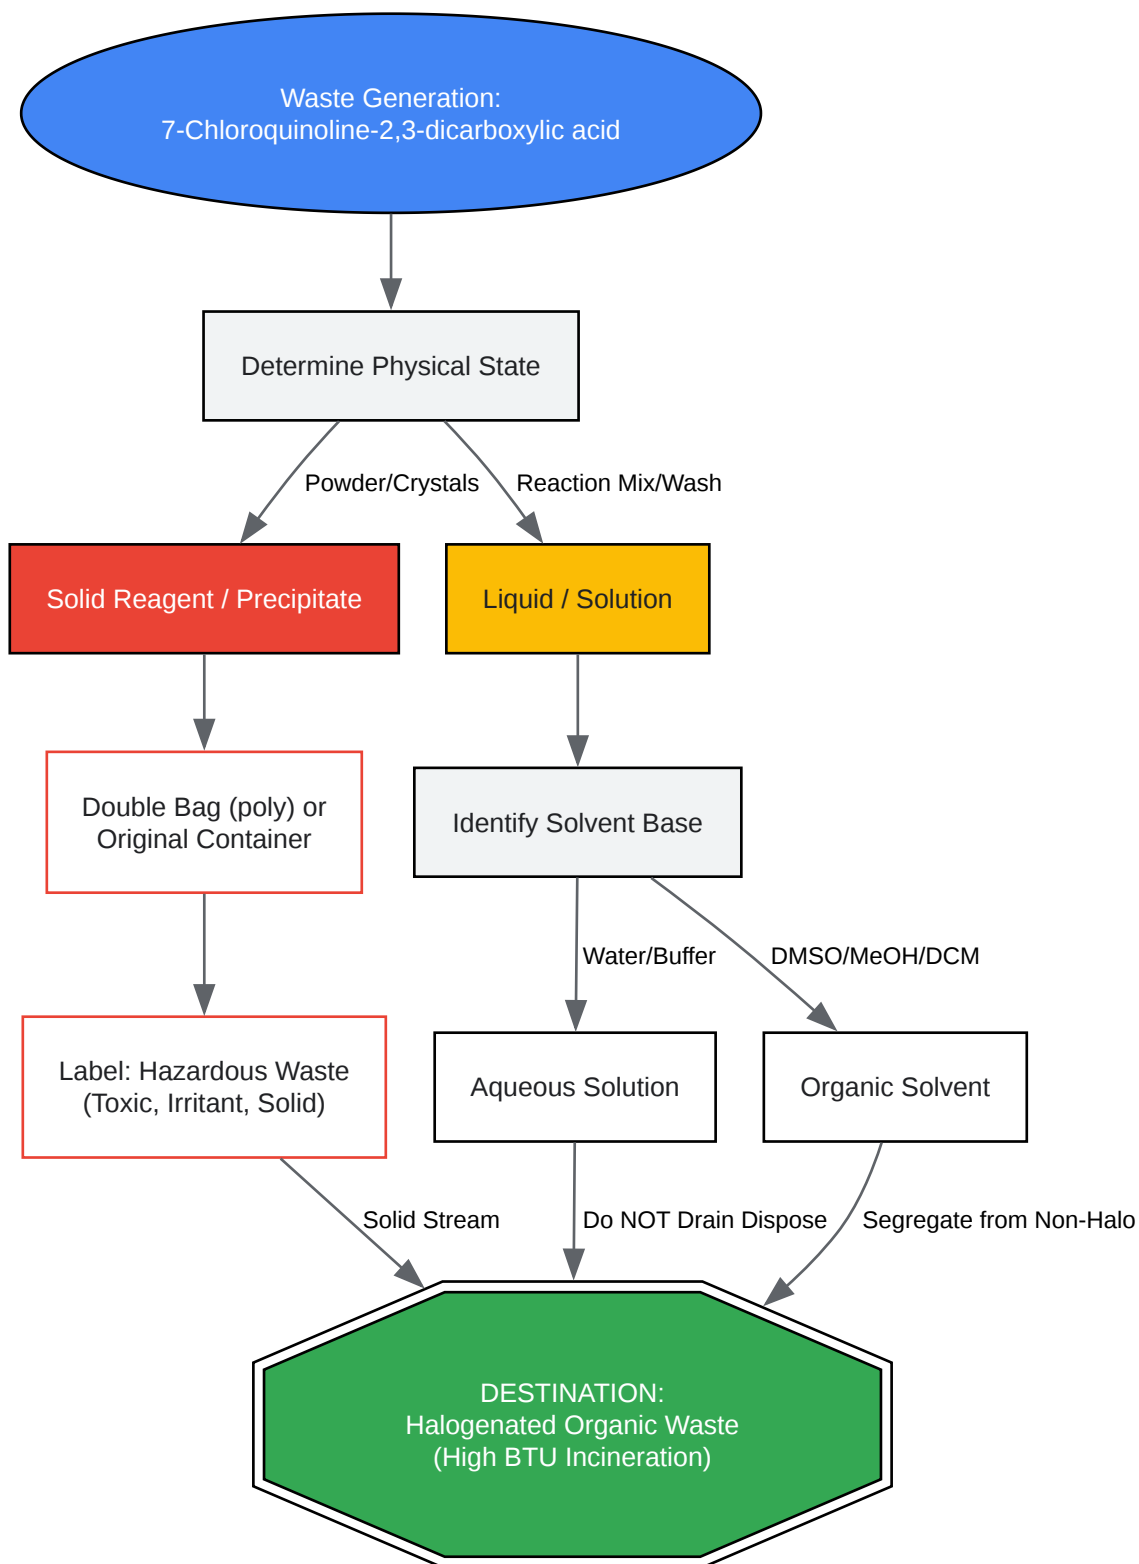 Waste Generation:
7-Chloroquinoline-2,3-dicarboxylic acid
Determine Physical State
Powder/Crystals
Reaction Mix/Wash
Solid Reagent / Precipitate
Liquid / Solution
Double Bag (poly) or
Original Container
Identify Solvent Base
Water/Buffer
DMSO/MeOH/DCM
Label: Hazardous Waste
(Toxic, Irritant, Solid)
Aqueous Solution
Organic Solvent
Solid Stream
Do NOT Drain Dispose
Segregate from Non-Halo
DESTINATION:
Halogenated Organic Waste
(High BTU Incineration)